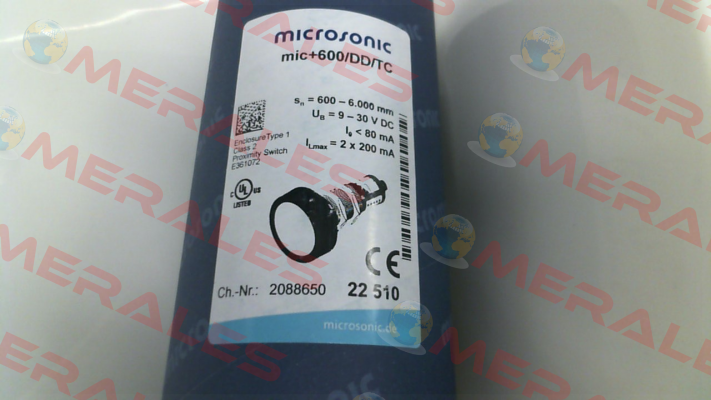 microsonic
mic+600/DD/TC
sn = 600 – 6.000 mm
UB = 9 – 30 V DC
I0 < 80 mA
ILmax = 2 x 200 mA
Enclosure Type 1
Class 2
Proximity Switch
E361072
C UL US
LISTED
CE
Ch.-Nr.: 2088650 22 510
microsonic.de
MERALES
MERALES
MERALES
MERALES
MERALES